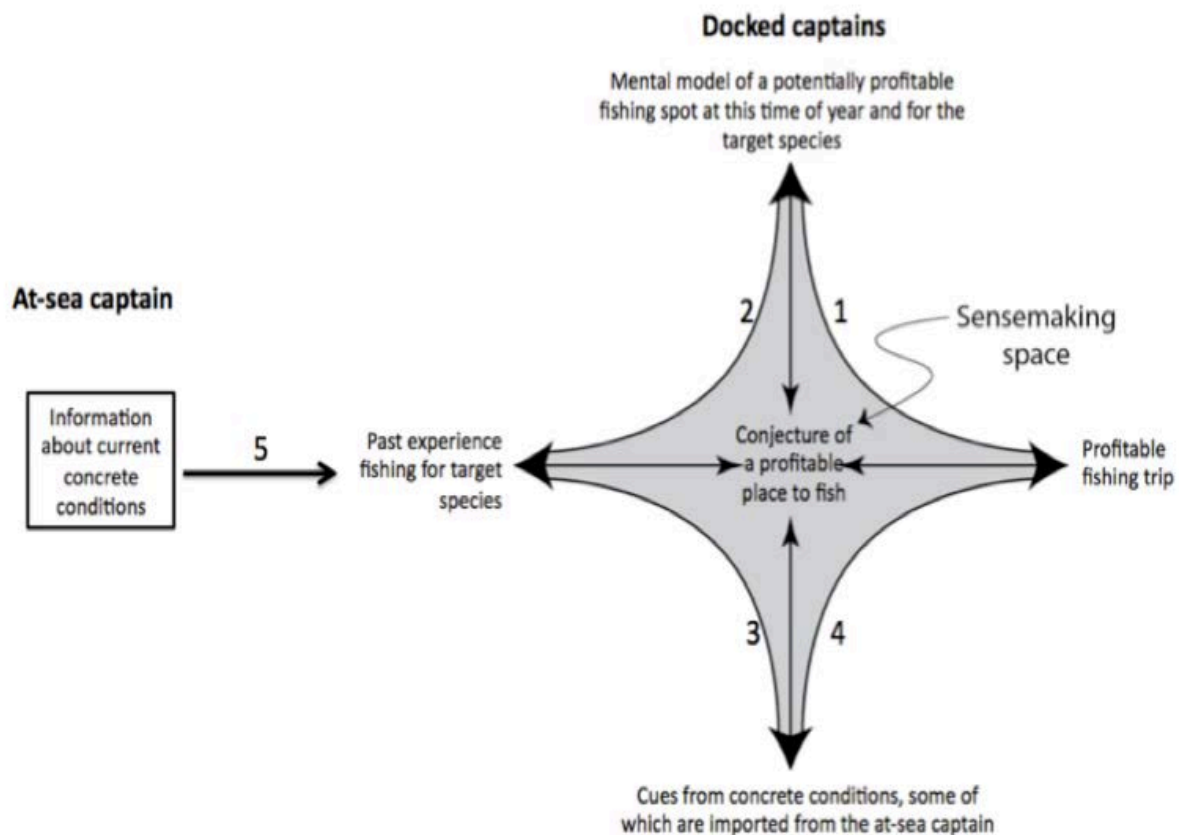 Docked captains
Mental model of a potentially profitable
fishing spot at this time of year and for the
target species
At-sea captain
2
1
Sensemaking
space
Information
about current
concrete
conditions
5
Past experience
fishing for target
species
Conjecture of
a profitable
place to fish
Profitable
fishing trip
3
4
Cues from concrete conditions, some of
which are imported from the at-sea captain